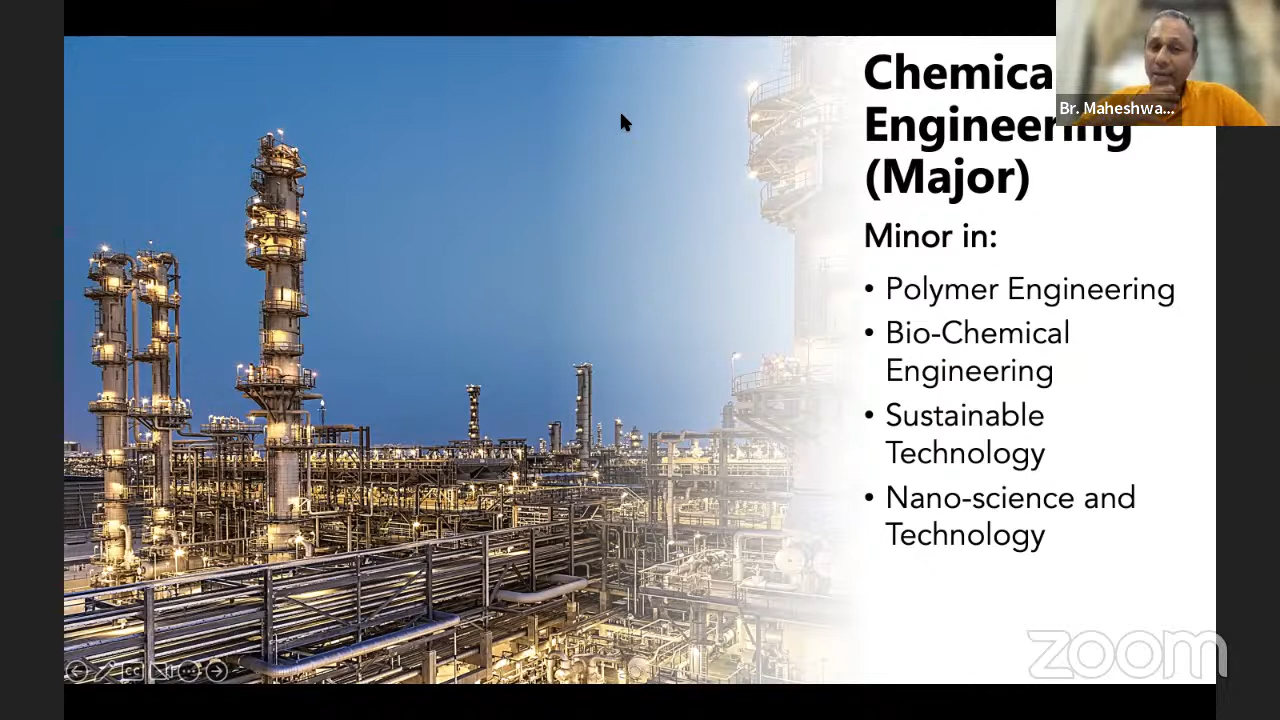 Chemica
Engineering
(Major)
Br. Maheshwa...
Minor in:
• Polymer Engineering
• Bio-Chemical
Engineering
• Sustainable
Technology
• Nano-science and
Technology
zoom